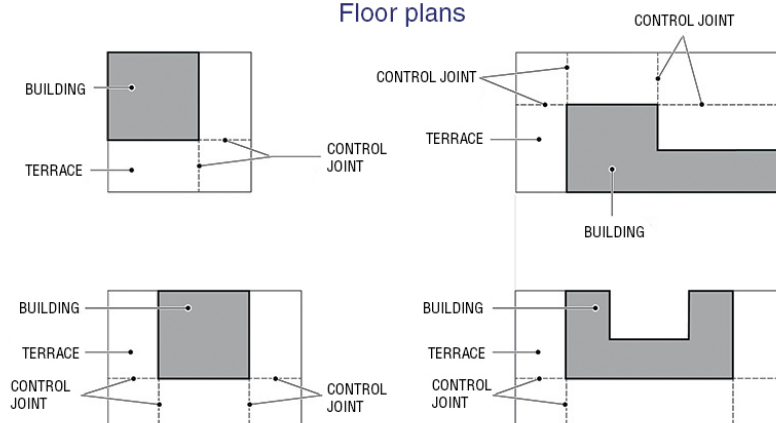 Floor plans
BUILDING
TERRACE
CONTROL
JOINT
CONTROL JOINT
CONTROL JOINT
TERRACE
BUILDING
BUILDING
TERRACE
CONTROL
JOINT
CONTROL
JOINT
BUILDING
TERRACE
CONTROL
JOINT